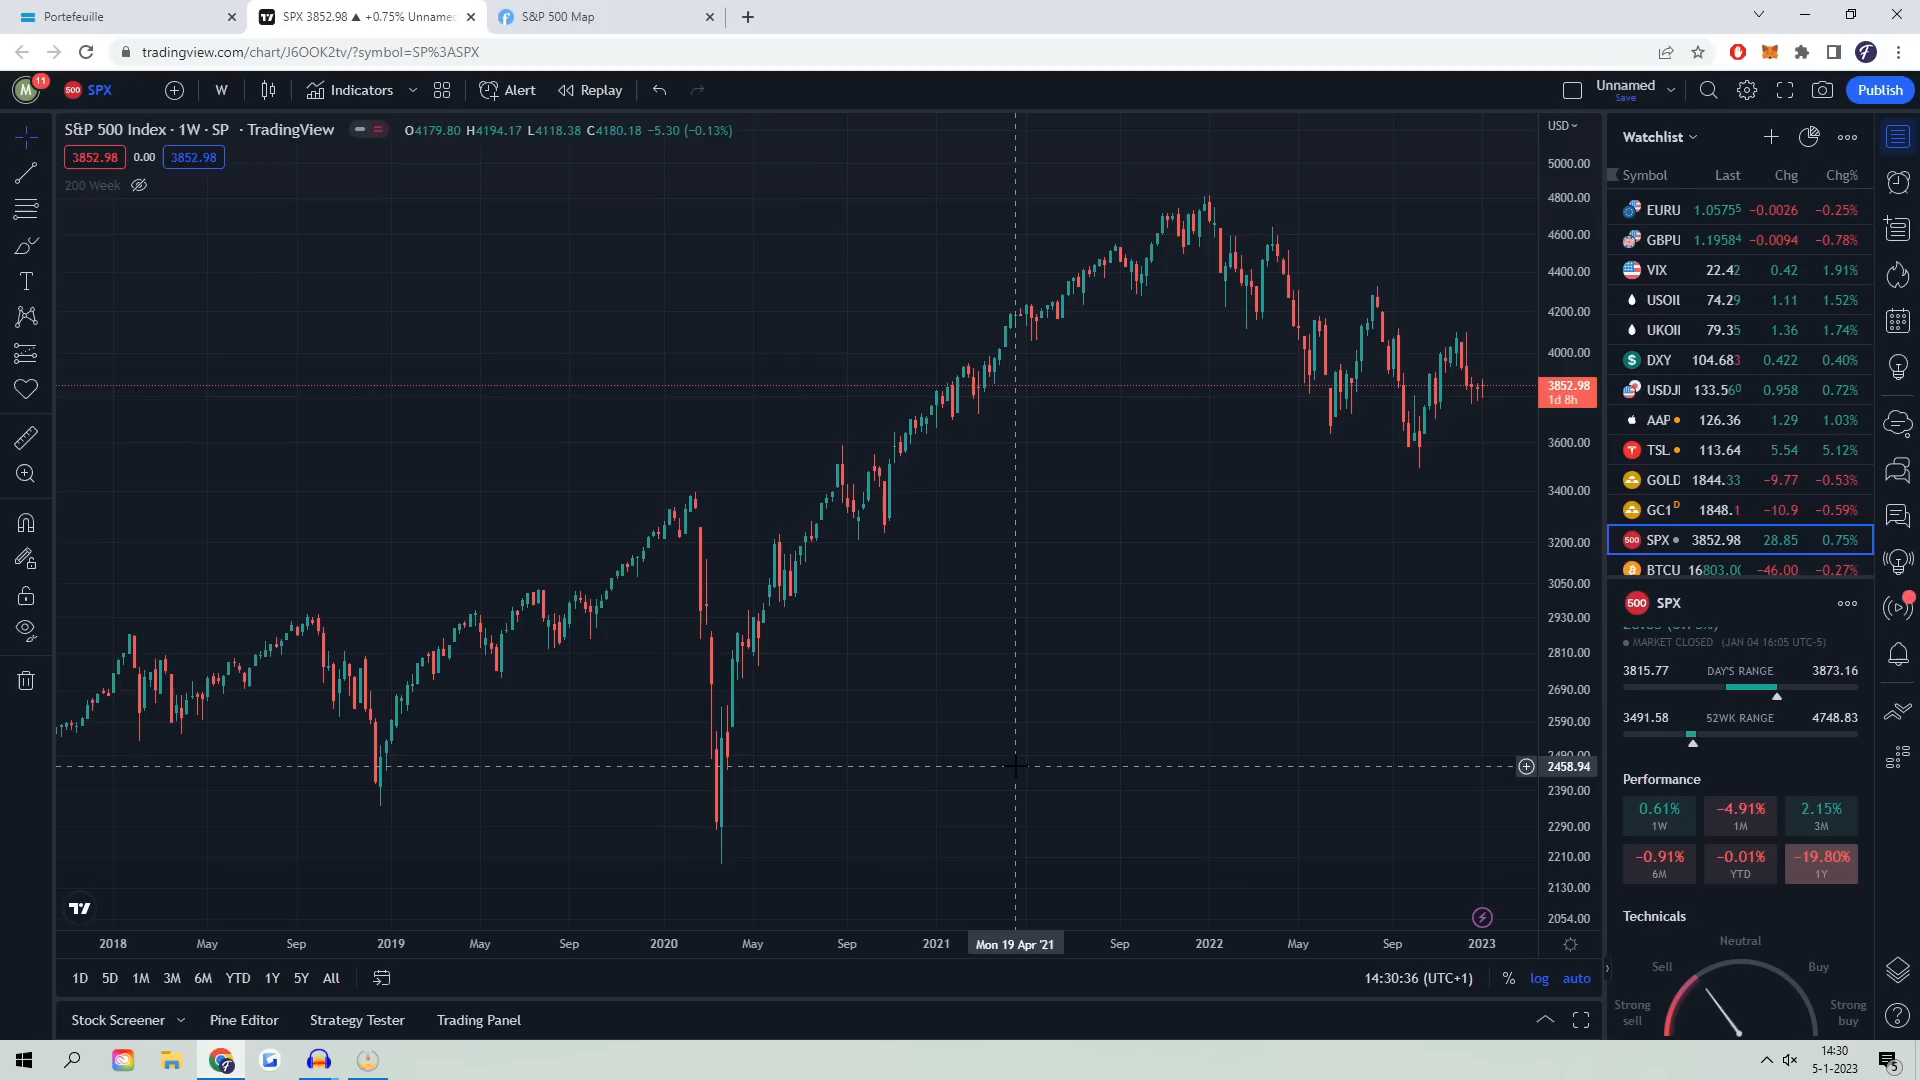 Portefeuille
SPX 3852.98 ▲ +0.75% Unnamed
S&P 500 Map
tradingview.com/chart/J6OOK2tv/?symbol=SP%3ASPX
M
11
500
SPX
W
Indicators
Alert
Replay
Unnamed
Save
Publish
S&P 500 Index · 1W · SP · TradingView
O4179.80 H4194.17 L4118.38 C4180.18 −5.30 (−0.13%)
3852.98 0.00 3852.98
200 Week
USD
5000.00
4800.00
4600.00
4400.00
4200.00
4000.00
3852.98
1d 8h
3600.00
3400.00
3200.00
3050.00
2930.00
2810.00
2690.00
2590.00
2490.00
2458.94
2390.00
2290.00
2210.00
2130.00
2054.00
2018 May Sep 2019 May Sep 2020 May Sep 2021 Mon 19 Apr '21 Sep 2022 May Sep 2023
1D 5D 1M 3M 6M YTD 1Y 5Y All
14:30:36 (UTC+1) % log auto
Stock Screener Pine Editor Strategy Tester Trading Panel
Watchlist
Symbol Last Chg Chg%
EURU 1.05755 −0.0026 −0.25%
GBPU 1.19584 −0.0094 −0.78%
VIX 22.42 0.42 1.91%
USOIL 74.29 1.11 1.52%
UKOIL 79.35 1.36 1.74%
DXY 104.683 0.422 0.40%
USDJ 133.560 0.958 0.72%
AAP 126.36 1.29 1.03%
TSL 113.64 5.54 5.12%
GOLD 1844.33 −9.77 −0.53%
GC1 D 1848.1 −10.9 −0.59%
500 SPX 3852.98 28.85 0.75%
BTCU 16803.00 −46.00 −0.27%
500 SPX
MARKET CLOSED (JAN 04 16:05 UTC-5)
3815.77 DAY'S RANGE 3873.16
3491.58 52WK RANGE 4748.83
Performance
0.61% −4.91% 2.15%
1W 1M 3M
−0.91% −0.01% −19.80%
6M YTD 1Y
Technicals
Neutral
Sell Buy
Strong sell
Strong buy
14:30
5-1-2023
5